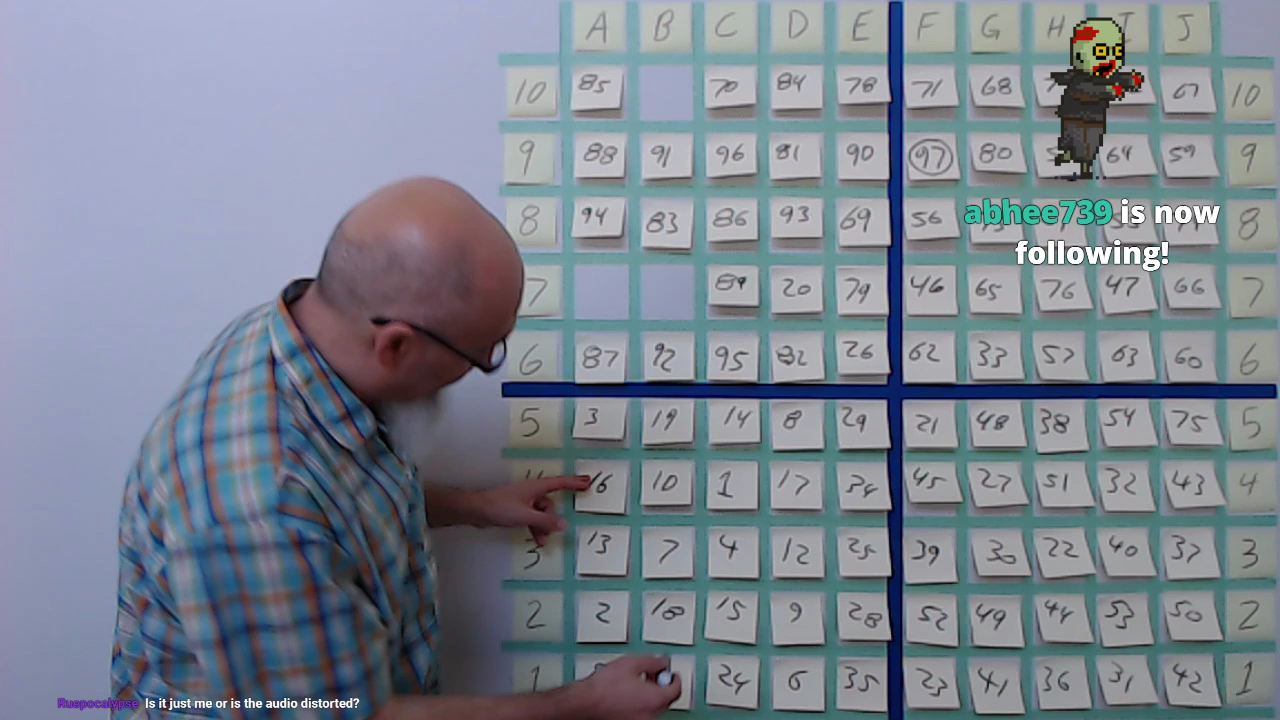 A B C D E F G J
10 85 70 84 78 71 68 67 10
9 88 91 96 81 90 97 80 64 59 9
8 94 83 86 93 69 56 8
7 89 20 79 46 65 76 47 66 7
6 87 92 95 82 26 62 33 57 63 60 6
5 3 19 14 8 29 21 48 38 54 75 5
16 10 1 17 34 45 27 51 32 43 4
3 13 7 4 12 25 39 30 22 40 37 3
2 2 18 15 9 28 52 49 44 53 50 2
1 24 6 35 23 41 36 31 42 1
abhee739 is now
following!
Ruepocalypse Is it just me or is the audio distorted?